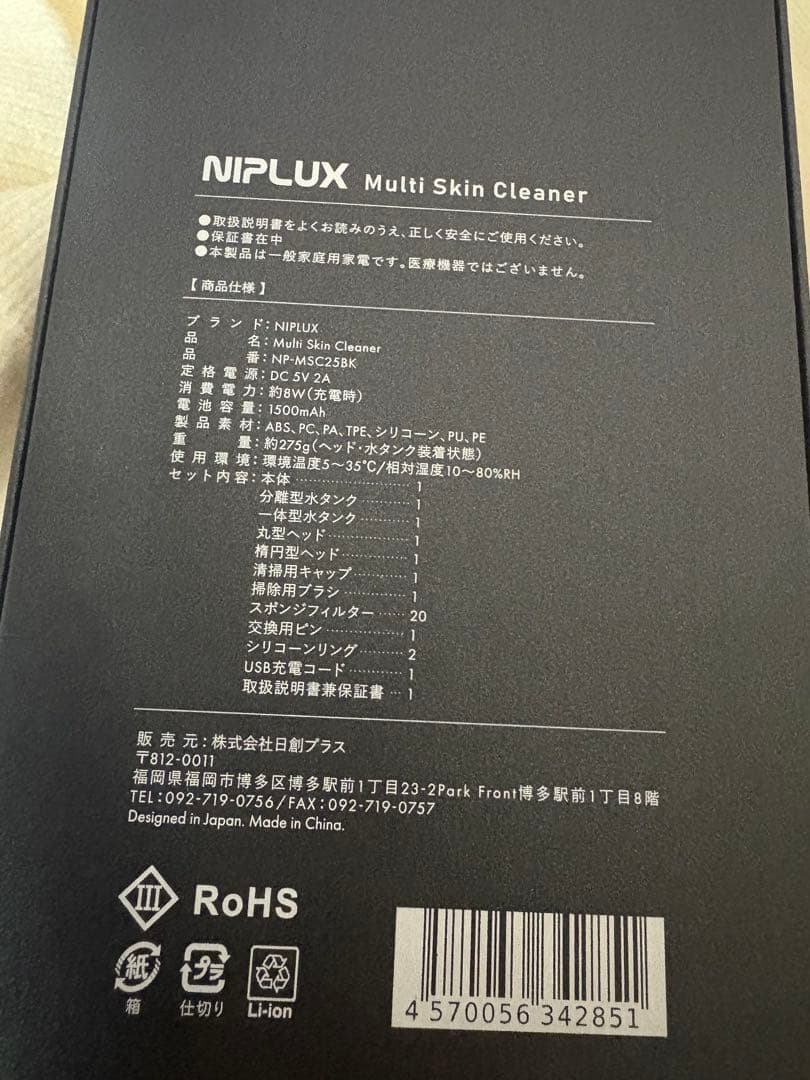 NIPLUX Multi Skin Cleaner
●取扱説明書をよくお読みのうえ、正しく安全にご使用ください。
●保証書在中
●本製品は一般家庭用家電です。医療機器ではございません。
【商品仕様】
ブランド：NIPLUX
品名：Multi Skin Cleaner
品番：NP-MSC25BK
定格電源：DC 5V 2A
消費電力：約8W(充電時)
電池容量：1500mAh
製品素材：ABS、PC、PA、TPE、シリコーン、PU、PE
重量：約275g(ヘッド・水タンク装着状態)
使用環境：環境温度5～35℃/相対湿度10～80%RH
セット内容：本体……………………1
分離型水タンク…………1
一体型水タンク…………1
丸型ヘッド………………1
楕円型ヘッド……………1
清掃用キャップ…………1
掃除用ブラシ……………1
スポンジフィルター……20
交換用ピン………………1
シリコーンリング………2
USB充電コード…………1
取扱説明書兼保証書…1
販売元：株式会社日創プラス
〒812-0011
福岡県福岡市博多区博多駅前1丁目23-2Park Front博多駅前1丁目8階
TEL：092-719-0756/FAX：092-719-0757
Designed in Japan. Made in China.
III RoHS
紙 プラ
箱 仕切り Li-ion
4 570056 342851